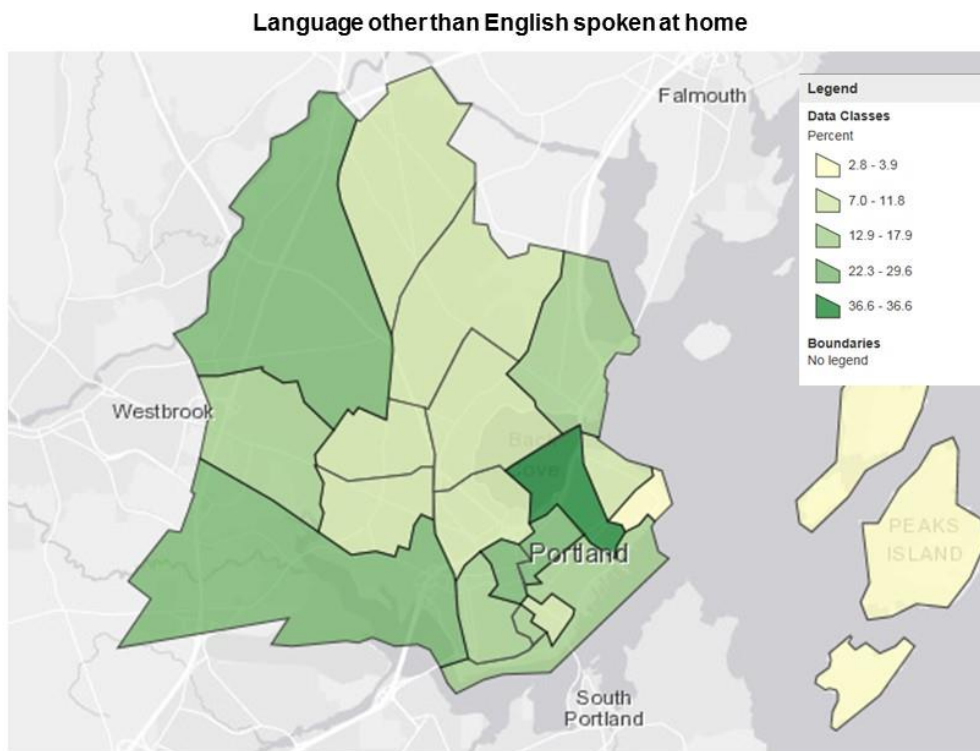 Language other than English spoken at home
Falmouth
Legend
Data Classes
Percent
2.8 - 3.9
7.0 - 11.8
12.9 - 17.9
22.3 - 29.6
36.6 - 36.6
Boundaries
No legend
Westbrook
Back
Cove
PEAKS
ISLAND
Portland
South
Portland